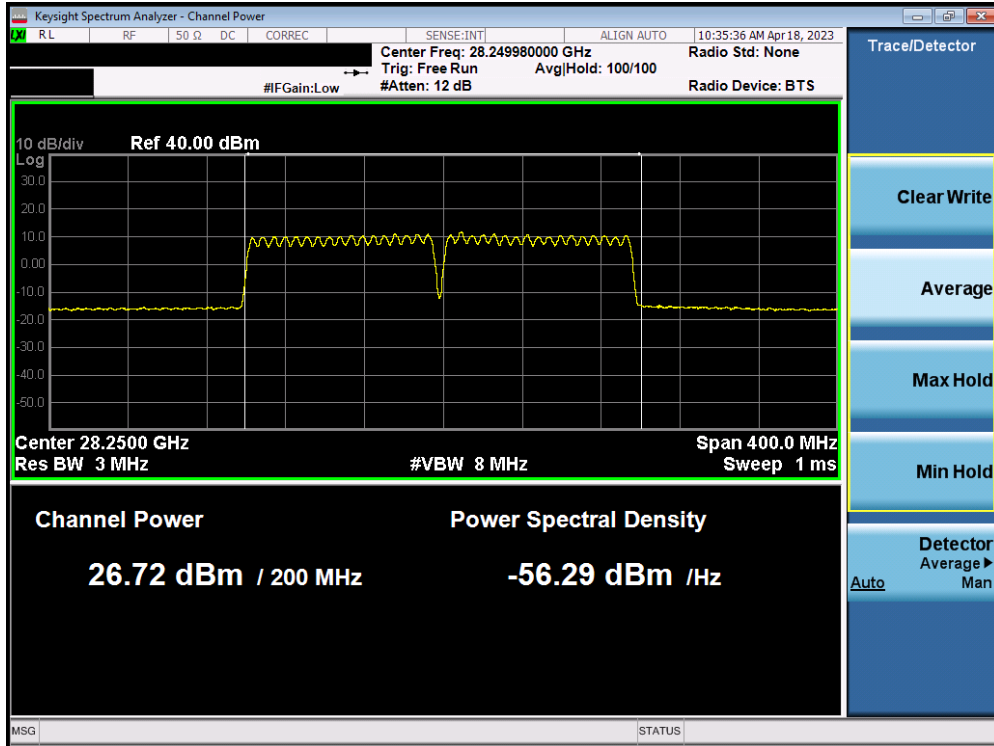 Keysight Spectrum Analyzer - Channel Power
LXI RL RF 50 Ω DC CORREC SENSE:INT ALIGN AUTO 10:35:36 AM Apr 18, 2023
Center Freq: 28.249980000 GHz Radio Std: None
Trig: Free Run Avg|Hold: 100/100
#IFGain:Low #Atten: 12 dB Radio Device: BTS
10 dB/div Ref 40.00 dBm
Log
30.0
20.0
10.0
0.00
-10.0
-20.0
-30.0
-40.0
-50.0
Center 28.2500 GHz Span 400.0 MHz
Res BW 3 MHz #VBW 8 MHz Sweep 1 ms
Channel Power Power Spectral Density
26.72 dBm / 200 MHz -56.29 dBm /Hz
MSG STATUS
Trace/Detector
Clear Write
Average
Max Hold
Min Hold
Detector
Average▶
Auto Man